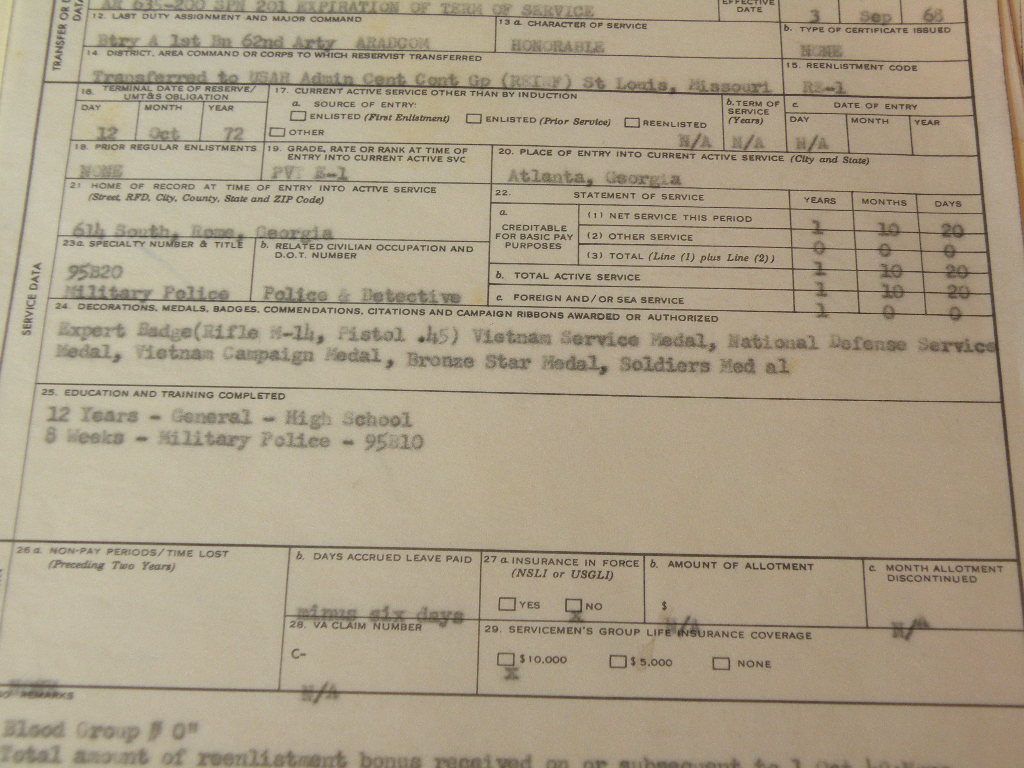 TRANSFER OR D
DATA
AR 635-200 SPN 201 EXPIRATION OF TERM OF SERVICE
EFFECTIVE DATE
3 Sep 68
12. LAST DUTY ASSIGNMENT AND MAJOR COMMAND
Btry A 1st Bn 62nd Arty ARADCOM
13 a. CHARACTER OF SERVICE
HONORABLE
b. TYPE OF CERTIFICATE ISSUED
NONE
14. DISTRICT, AREA COMMAND OR CORPS TO WHICH RESERVIST TRANSFERRED
Transferred to USAR Admin Cent Cont Gp (REINF) St Louis, Missouri
15. REENLISTMENT CODE
RE-1
16. TERMINAL DATE OF RESERVE/
UMT&S OBLIGATION
DAY MONTH YEAR
12 Oct 72
17. CURRENT ACTIVE SERVICE OTHER THAN BY INDUCTION
a. SOURCE OF ENTRY:
ENLISTED (First Enlistment) ENLISTED (Prior Service) REENLISTED
OTHER
N/A
b. TERM OF
SERVICE
(Years)
N/A
c. DATE OF ENTRY
DAY MONTH YEAR
N/A
18. PRIOR REGULAR ENLISTMENTS
NONE
19. GRADE, RATE OR RANK AT TIME OF
ENTRY INTO CURRENT ACTIVE SVC
PVT E-1
20. PLACE OF ENTRY INTO CURRENT ACTIVE SERVICE (City and State)
Atlanta, Georgia
21. HOME OF RECORD AT TIME OF ENTRY INTO ACTIVE SERVICE
(Street, RFD, City, County, State and ZIP Code)
614 South, Rome, Georgia
22. STATEMENT OF SERVICE
YEARS MONTHS DAYS
a.
CREDITABLE
FOR BASIC PAY
PURPOSES
(1) NET SERVICE THIS PERIOD
1 10 20
(2) OTHER SERVICE
0 0 0
(3) TOTAL (Line (1) plus Line (2))
1 10 20
b. TOTAL ACTIVE SERVICE
1 10 20
c. FOREIGN AND/OR SEA SERVICE
1 0 0
SERVICE DATA
23a. SPECIALTY NUMBER & TITLE
95B20
Military Police
b. RELATED CIVILIAN OCCUPATION AND
D.O.T. NUMBER
Police & Detective
24. DECORATIONS, MEDALS, BADGES, COMMENDATIONS, CITATIONS AND CAMPAIGN RIBBONS AWARDED OR AUTHORIZED
Expert Badge(Rifle M-14, Pistol .45) Vietnam Service Medal, National Defense Service
Medal, Vietnam Campaign Medal, Bronze Star Medal, Soldiers Med al
25. EDUCATION AND TRAINING COMPLETED
12 Years - General - High School
8 Weeks - Military Police - 95B10
26 a. NON-PAY PERIODS/TIME LOST
(Preceding Two Years)
b. DAYS ACCRUED LEAVE PAID
minus six days
27 a. INSURANCE IN FORCE
(NSLI or USGLI)
YES NO
X
b. AMOUNT OF ALLOTMENT
$
N/A
c. MONTH ALLOTMENT
DISCONTINUED
N/A
28. VA CLAIM NUMBER
C-
N/A
29. SERVICEMEN'S GROUP LIFE INSURANCE COVERAGE
$10,000 $5,000 NONE
X
REMARKS
Blood Group " O"
Total amount of reenlistment bonus received on or subsequent to 1 Oct